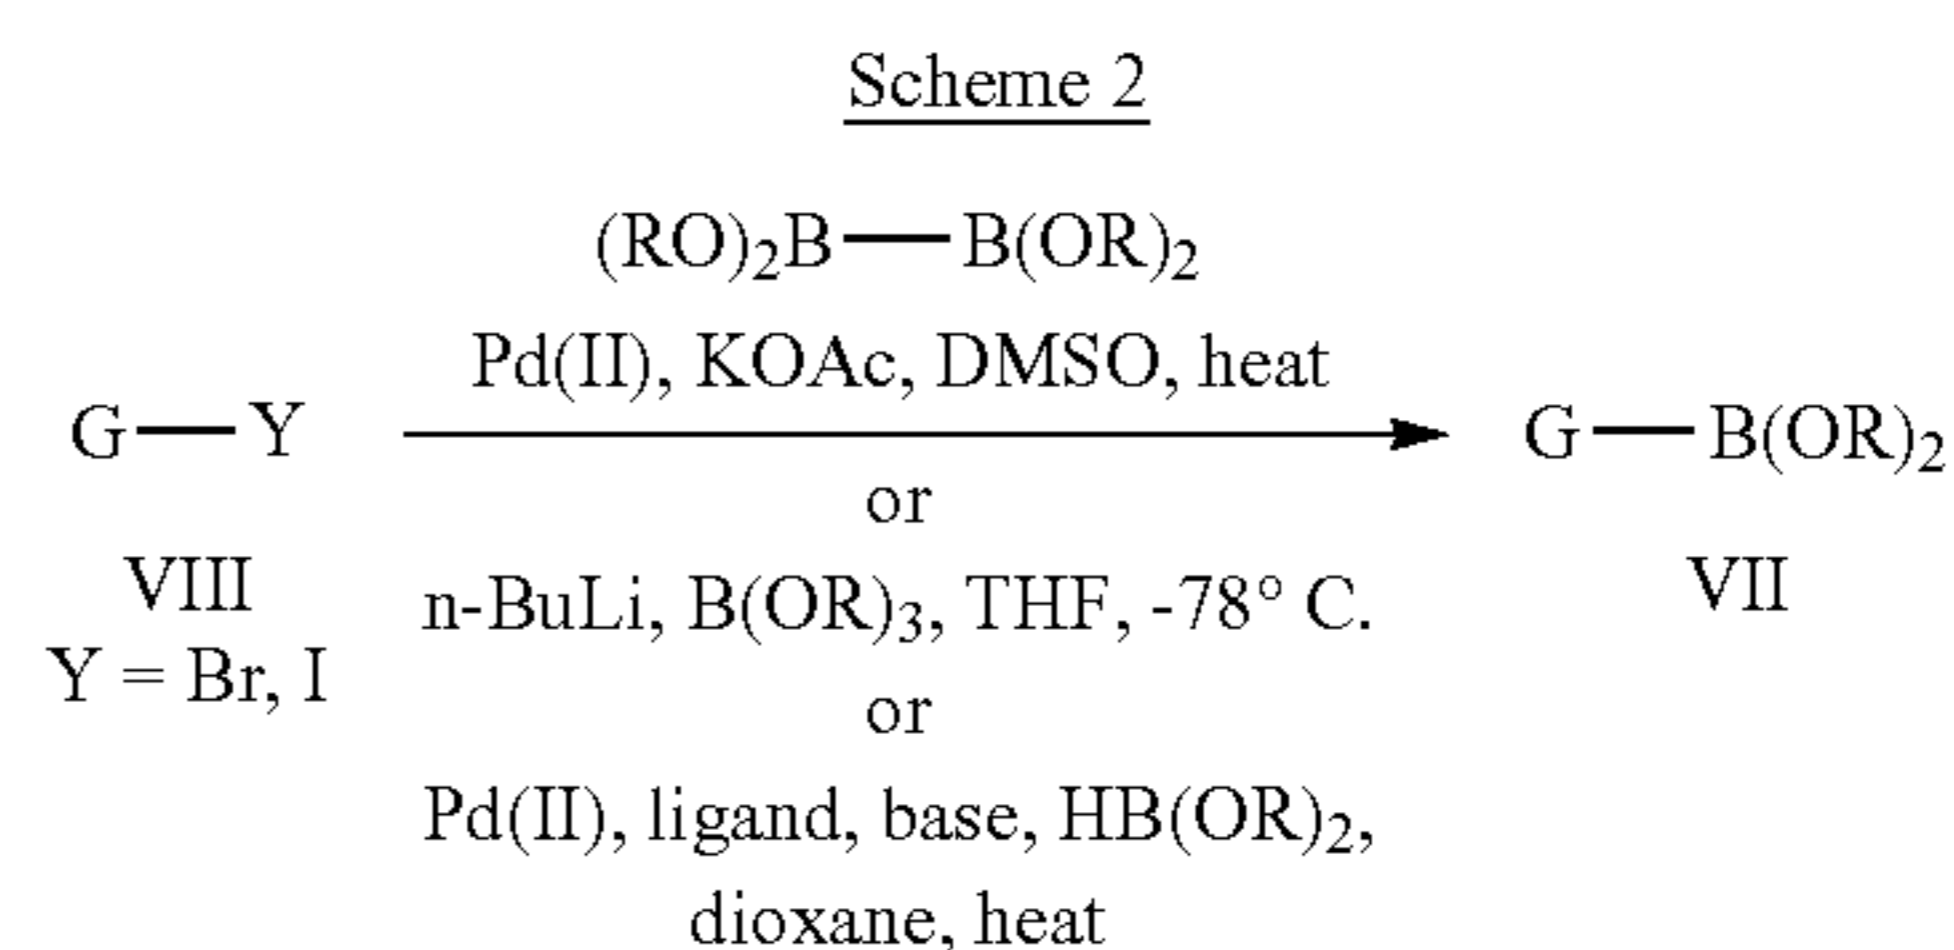 Scheme 2
(RO)₂B—B(OR)₂
Pd(II), KOAc, DMSO, heat
G—Y
G—B(OR)₂
or
VIII
VII
n-BuLi, B(OR)₃, THF, -78° C.
Y = Br, I
or
Pd(II), ligand, base, HB(OR)₂,
dioxane, heat